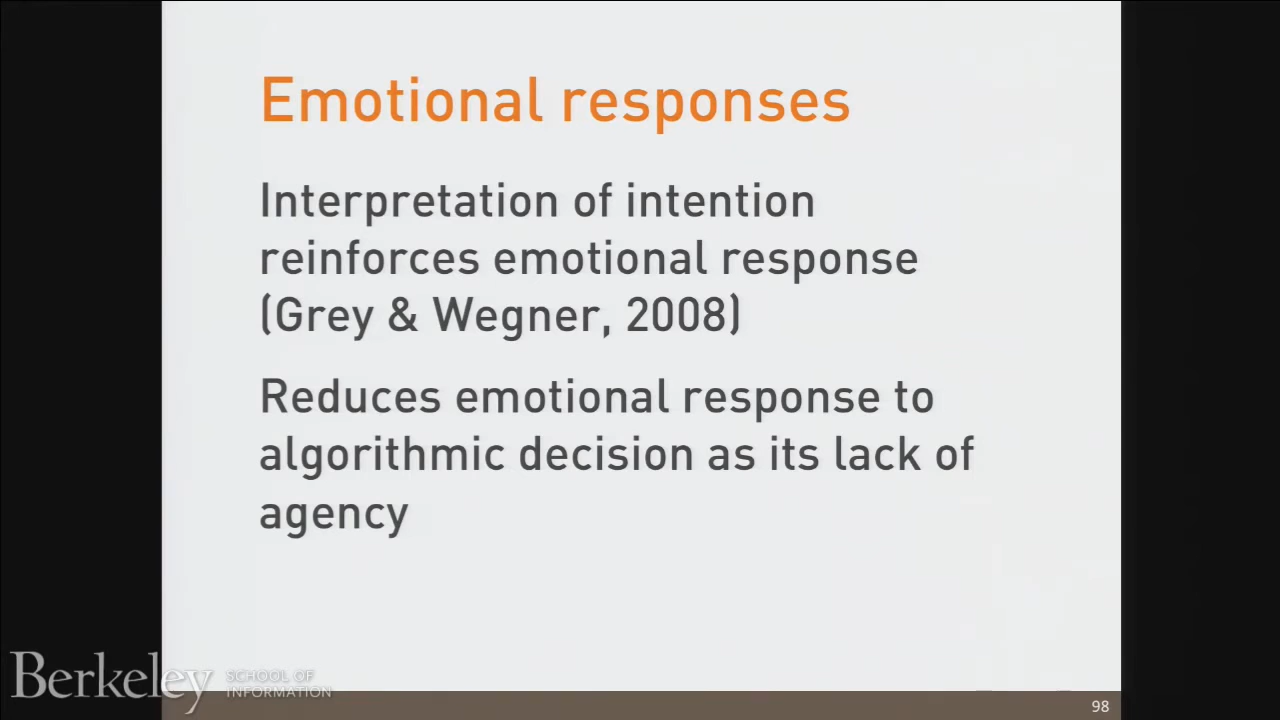 Emotional responses
Interpretation of intention
reinforces emotional response
(Grey & Wegner, 2008)
Reduces emotional response to
algorithmic decision as its lack of
agency
Berkeley SCHOOL OF
INFORMATION
98